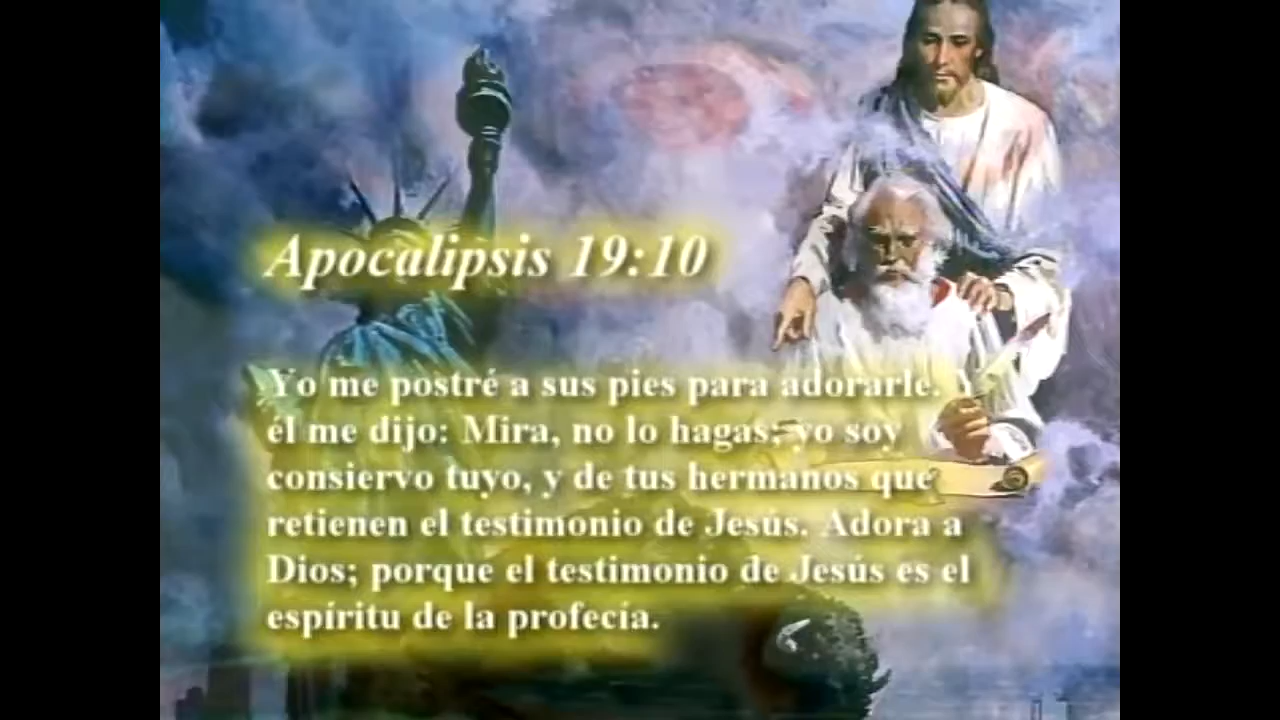 Apocalipsis 19:10
Yo me postré a sus pies para adorarle.
él me dijo: Mira, no lo hagas; yo soy
consiervo tuyo, y de tus hermanos que
retienen el testimonio de Jesús. Adora a
Dios; porque el testimonio de Jesús es el
espíritu de la profecía.